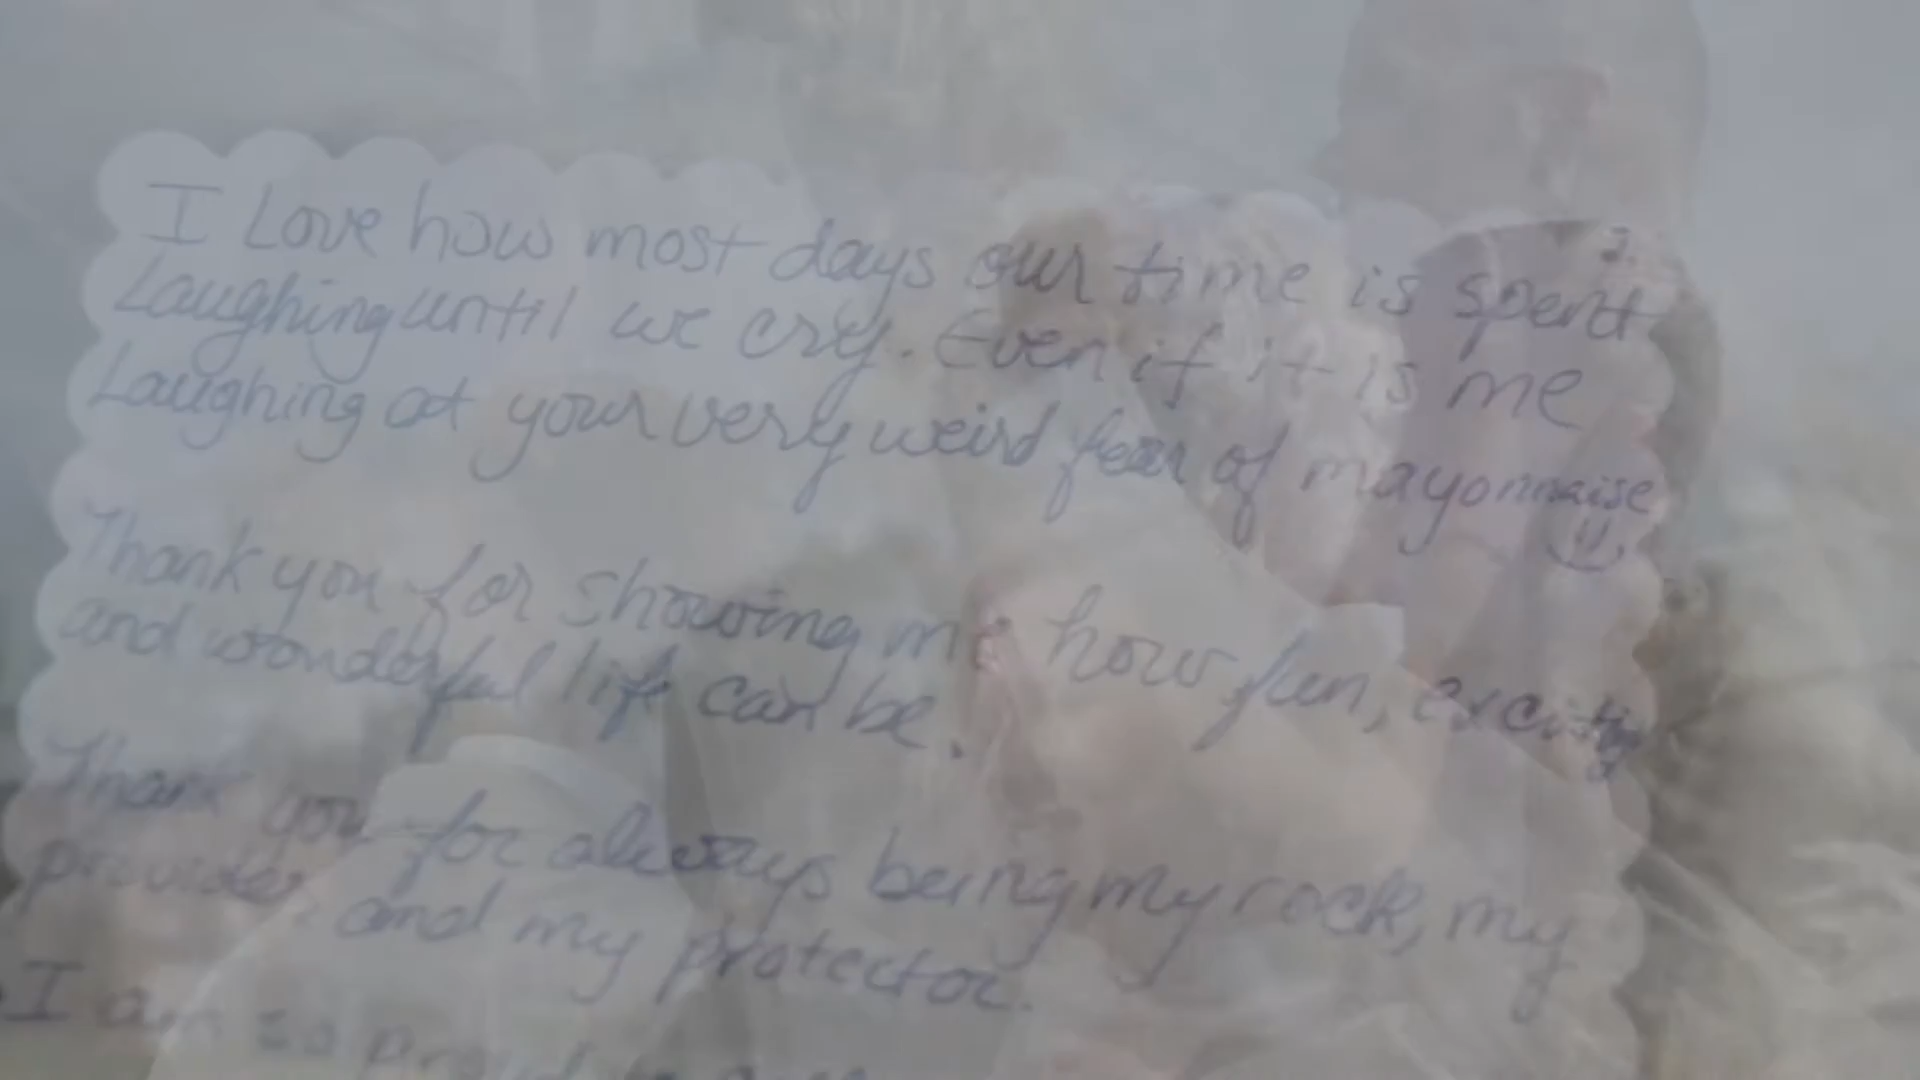 2.
I Love how most days our time is spent
Laughing until we cry. Even if it is me
Laughing at your very weird fear of mayonnaise
Thank you for showing me how fun, exciting
and wonderful life can be.
Thank you for always being my rock, my
provider, and my protector.
I am so proud